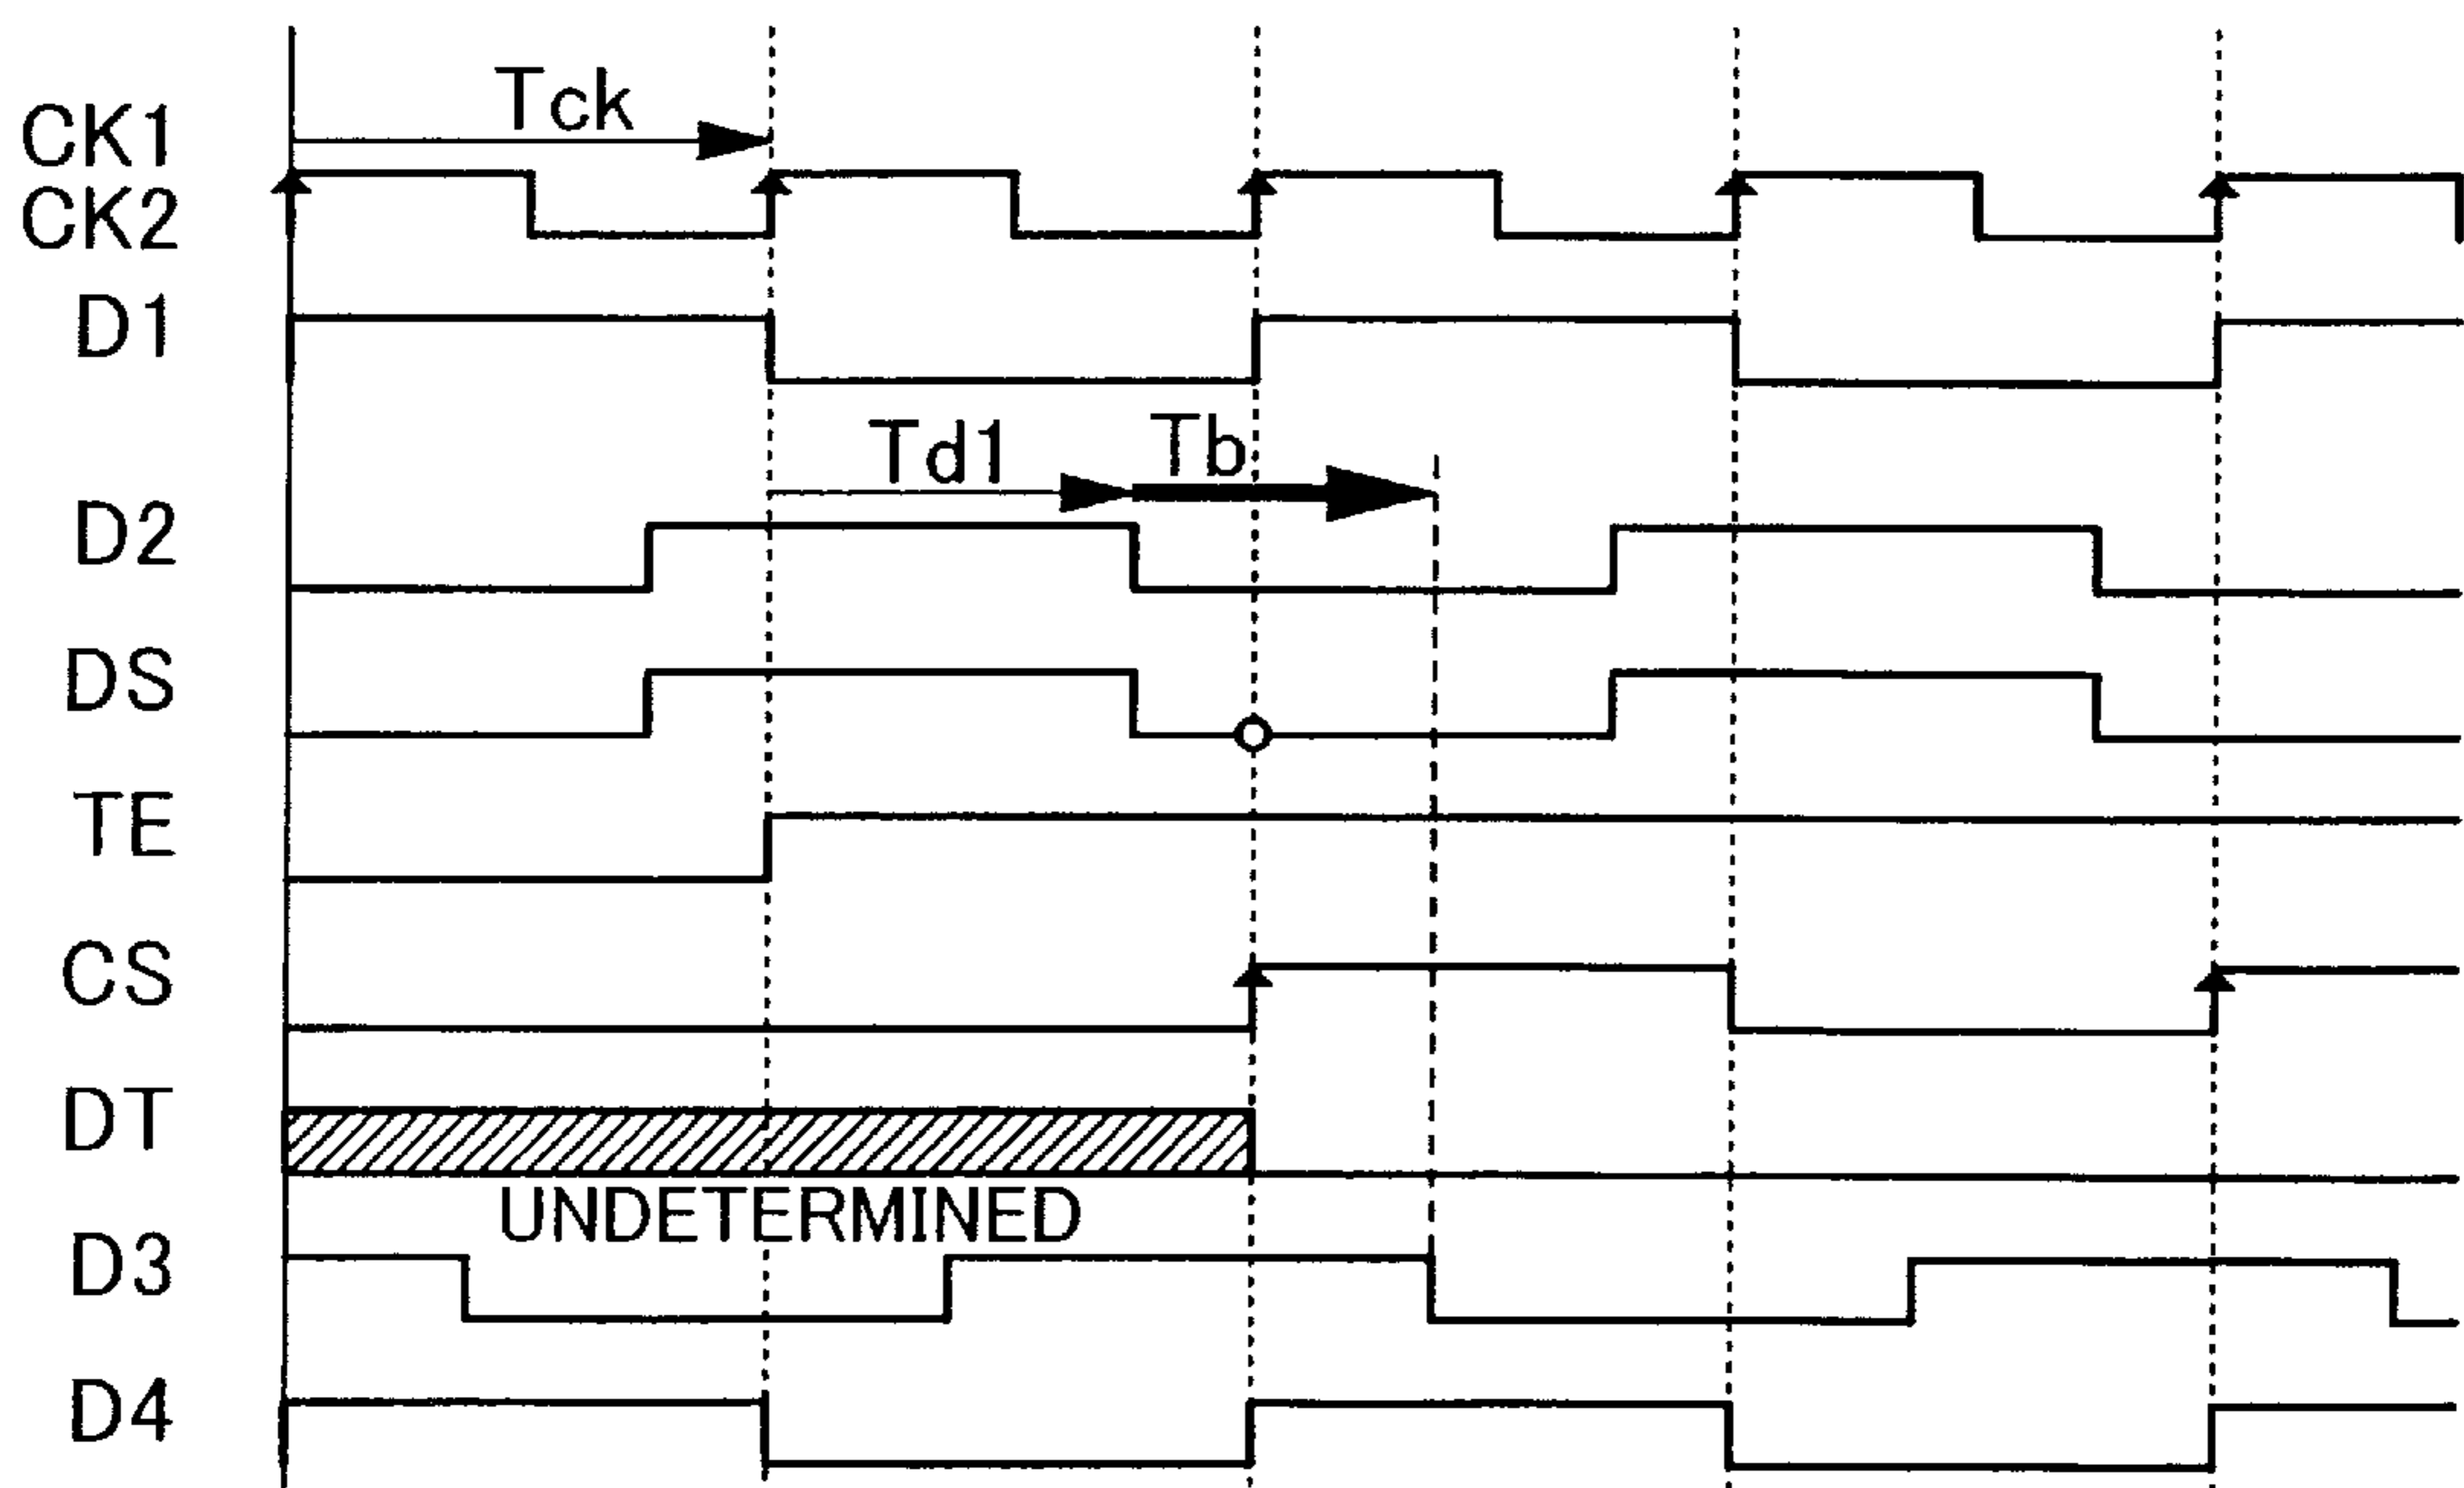 Tck
CK1
CK2
D1
Td1 Tb
D2
DS
TE
CS
DT
UNDETERMINED
D3
D4